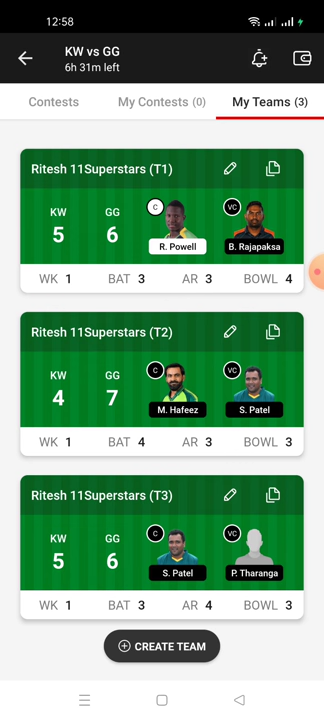 12:58
KW vs GG
6h 31m left
Contests My Contests (0) My Teams (3)
Ritesh 11Superstars (T1)
KW GG C VC
5 6 R. Powell B. Rajapaksa
WK 1 BAT 3 AR 3 BOWL 4
Ritesh 11Superstars (T2)
KW GG C VC
4 7 M. Hafeez S. Patel
WK 1 BAT 4 AR 3 BOWL 3
Ritesh 11Superstars (T3)
KW GG C VC
5 6 S. Patel P. Tharanga
WK 1 BAT 3 AR 4 BOWL 3
CREATE TEAM